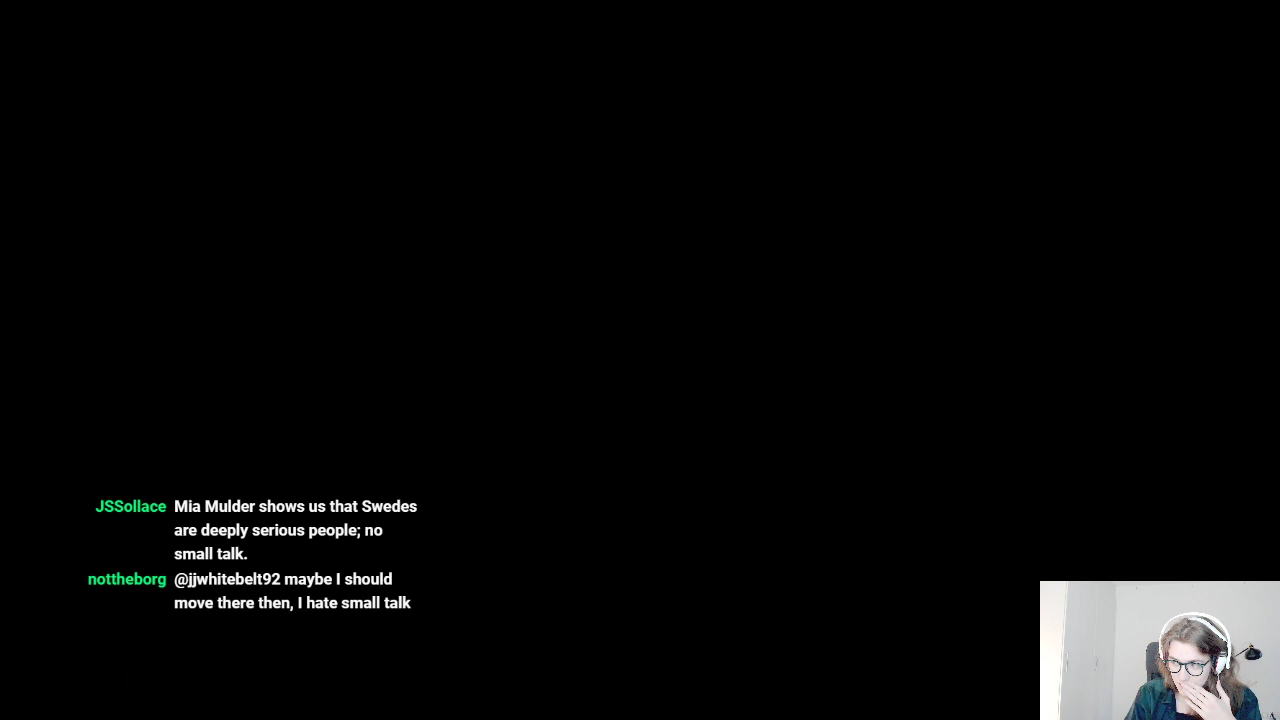 JSSollace Mia Mulder shows us that Swedes
are deeply serious people; no
small talk.
nottheborg @jjwhitebelt92 maybe I should
move there then, I hate small talk